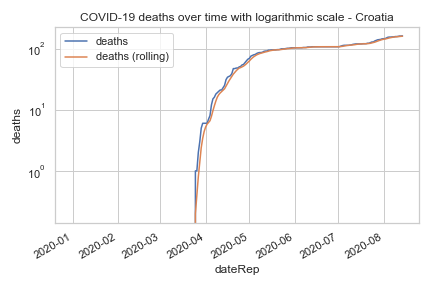 COVID-19 deaths over time with logarithmic scale - Croatia
deaths
deaths (rolling)
10²
10¹
10⁰
deaths
2020-01
2020-02
2020-03
2020-04
2020-05
2020-06
2020-07
2020-08
dateRep